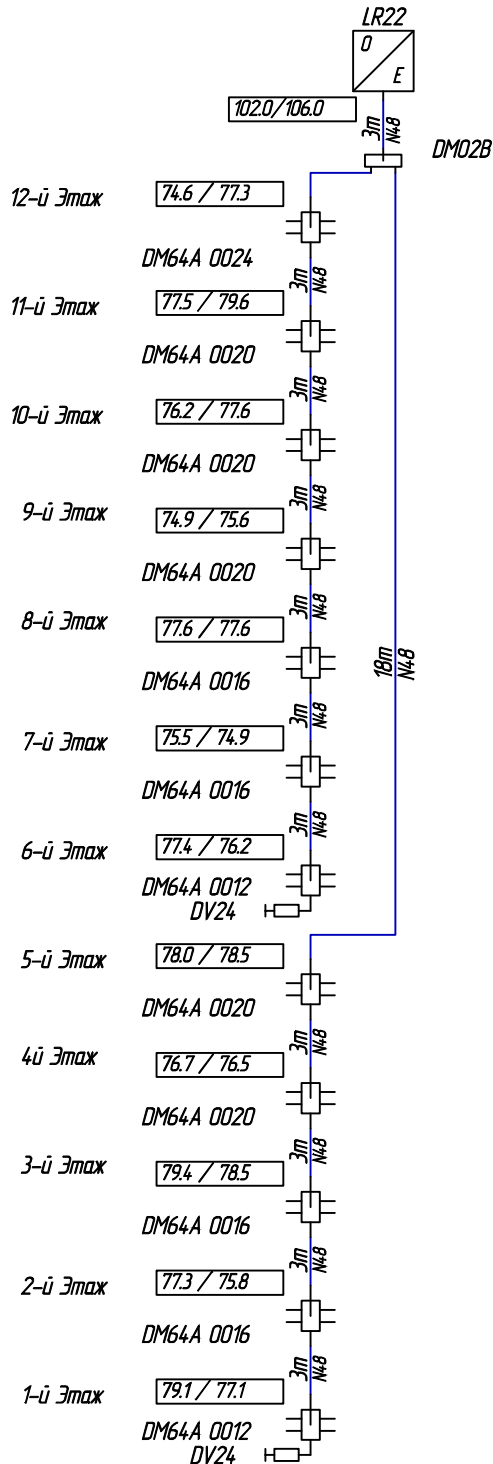 LR22
O
E
102.0/106.0
3m
N48
DM02B
12-й Этаж
74.6 / 77.3
DM64A 0024
3m
N48
11-й Этаж
77.5 / 79.6
DM64A 0020
3m
N48
10-й Этаж
76.2 / 77.6
DM64A 0020
3m
N48
9-й Этаж
74.9 / 75.6
DM64A 0020
3m
N48
8-й Этаж
77.6 / 77.6
DM64A 0016
18m
N48
3m
N48
7-й Этаж
75.5 / 74.9
DM64A 0016
3m
N48
6-й Этаж
77.4 / 76.2
DM64A 0012
DV24
5-й Этаж
78.0 / 78.5
DM64A 0020
3m
N48
4й Этаж
76.7 / 76.5
DM64A 0020
3m
N48
3-й Этаж
79.4 / 78.5
DM64A 0016
3m
N48
2-й Этаж
77.3 / 75.8
DM64A 0016
3m
N48
1-й Этаж
79.1 / 77.1
DM64A 0012
DV24